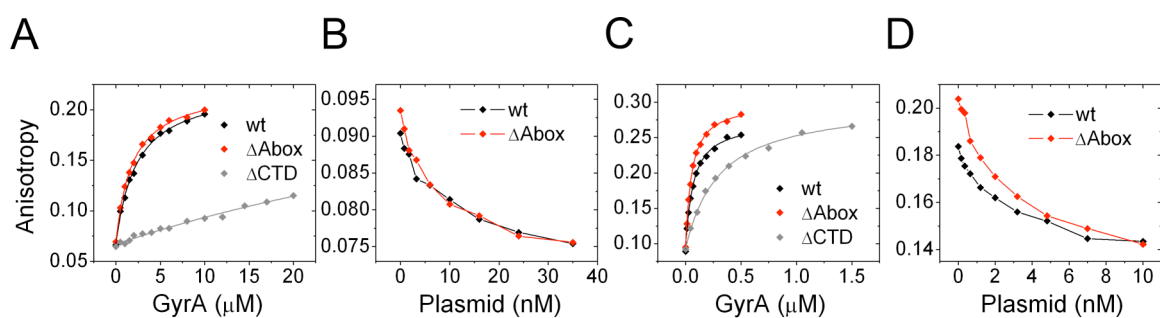 A
B
C
D
Anisotropy
0.20
0.15
0.10
0.05
0
5
10
15
20
GyrA (μM)
wt
ΔAbox
ΔCTD
0.095
0.090
0.085
0.080
0.075
0
10
20
30
40
Plasmid (nM)
wt
ΔAbox
0.30
0.25
0.20
0.15
0.10
0.0
0.5
1.0
1.5
GyrA (μM)
wt
ΔAbox
ΔCTD
0.20
0.18
0.16
0.14
0
2
4
6
8
10
Plasmid (nM)
wt
ΔAbox